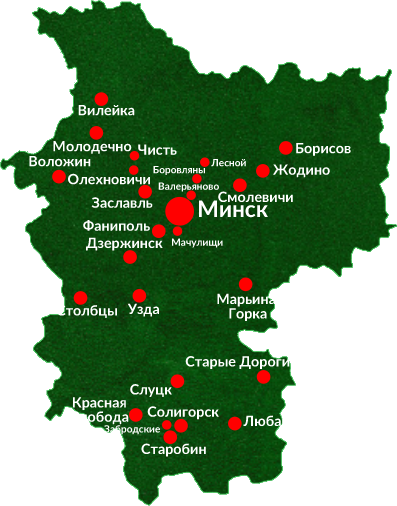 Вилейка
Молодечно
Чисть
Борисов
Воложин
Лесной
Боровляны
Жодино
Олехновичи
Валерьяново
Смолевичи
Заславль
Минск
Фаниполь
Мачулищи
Дзержинск
Марьина
Горка
Столбцы
Узда
Старые Дороги
Слуцк
Красная
Слобода
Солигорск
Люба
Забродские
Старобин